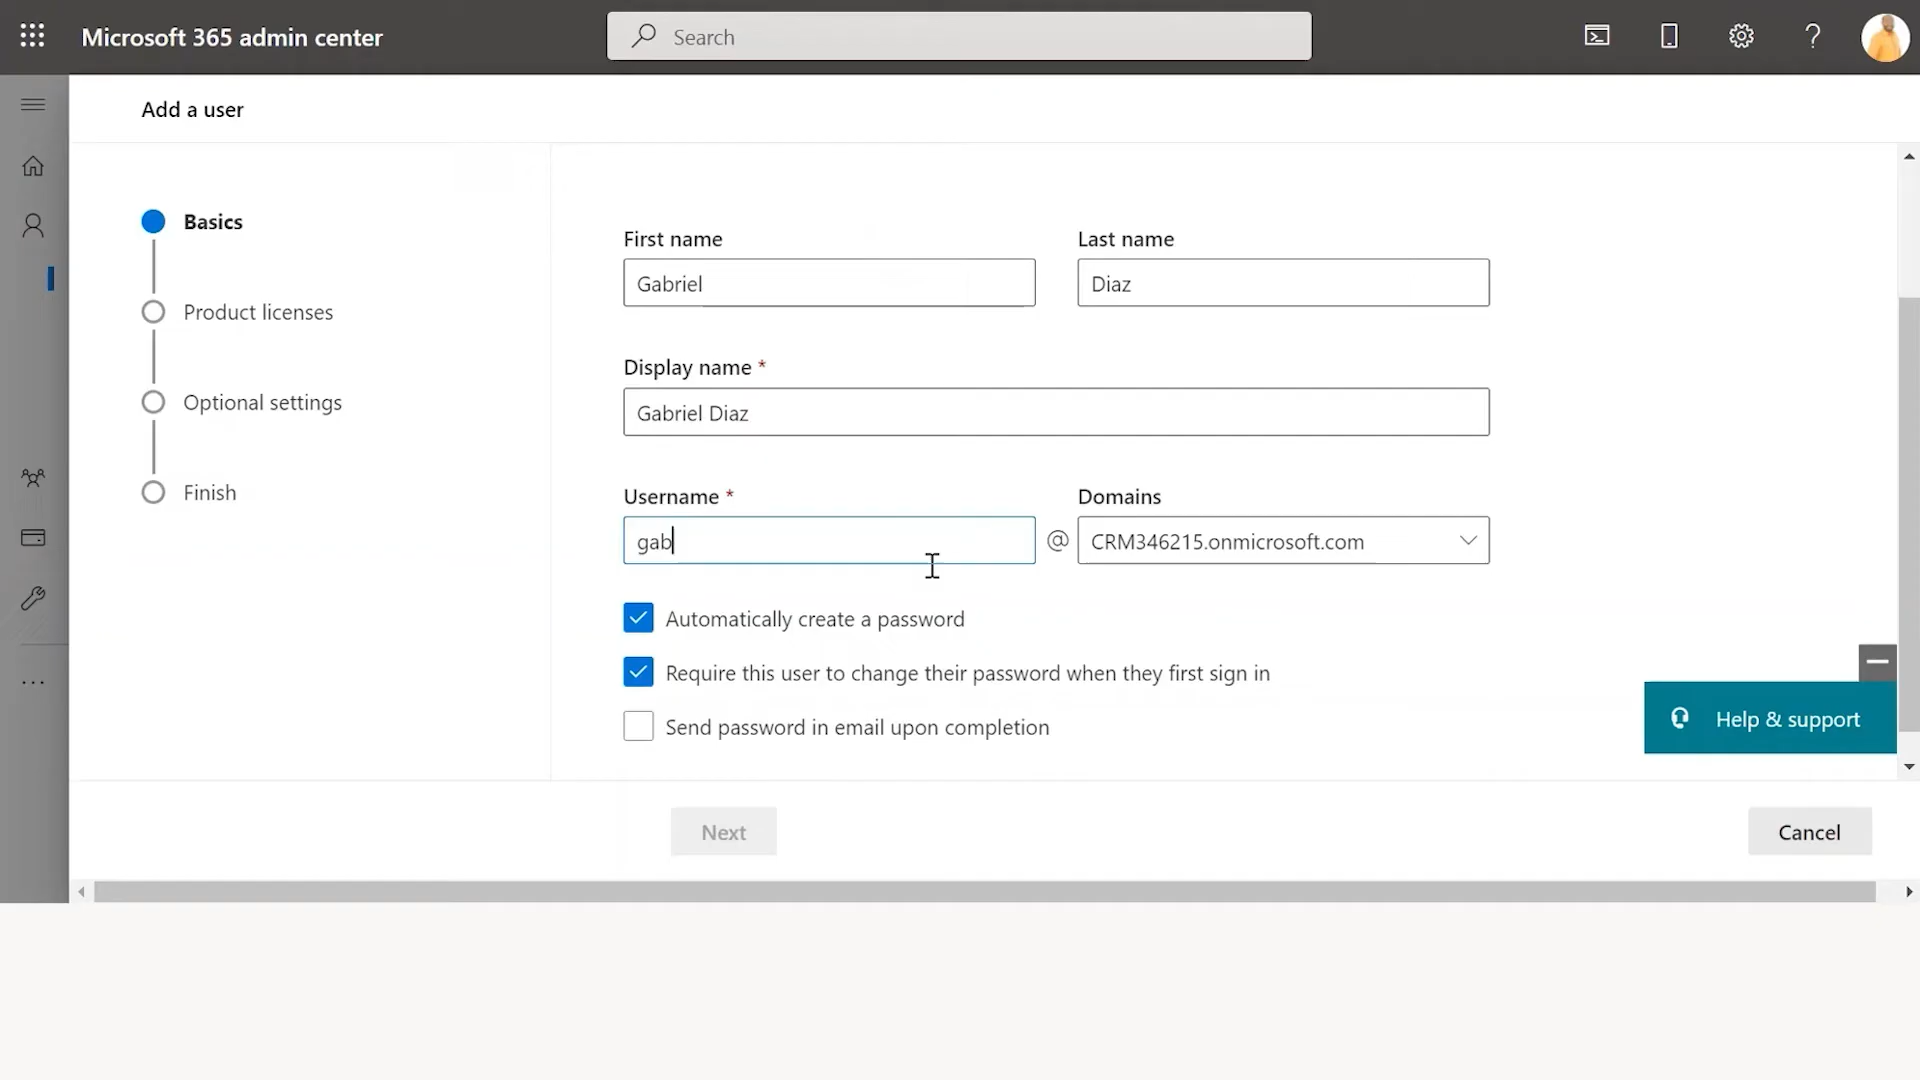 Microsoft 365 admin center
Search
Add a user
Basics
Product licenses
Optional settings
Finish
First name
Last name
Gabriel
Diaz
Display name *
Gabriel Diaz
Username *
Domains
gab
@
CRM346215.onmicrosoft.com
Automatically create a password
Require this user to change their password when they first sign in
Send password in email upon completion
Help & support
Next
Cancel